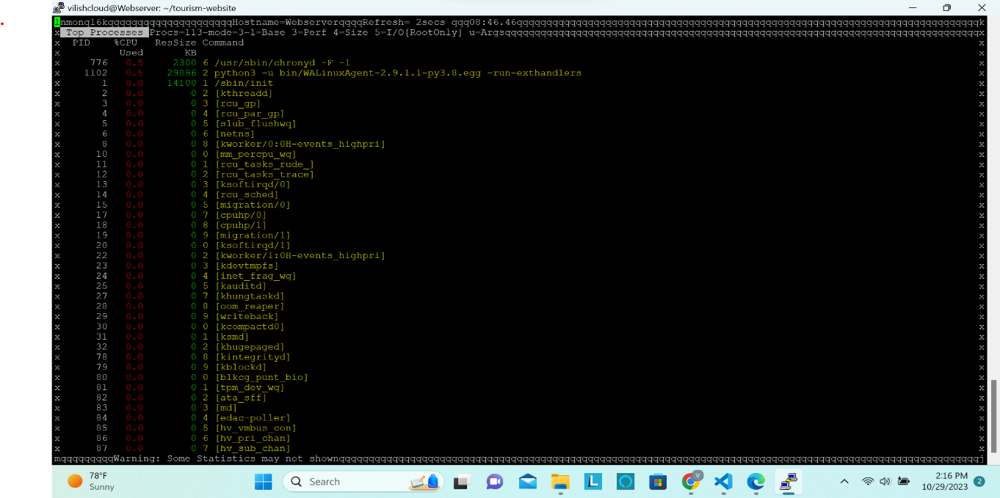 vilishcloud@Webserver: ~/tourism-website
lnmonql6kqqqqqqqqqqqqqqqqqqqqqHostname=WebserverqqqqRefresh= 2secs qqq08:46.46qqqqqqqqqqqqqqqqqqqqqqqqqqqqqqqqqqqqqqqqqqqqqqqqqqqqqqqqqqqqqqqqqqqqqqqqqqqqqqk
x Top Processes Procs=113-mode=3-1=Base 3=Perf 4=Size 5=I/O[RootOnly] u=Argsqqqqqqqqqqqqqqqqqqqqqqqqqqqqqqqqqqqqqqqqqqqqqqqqqqqqqqqqqqqqqqqqqqqqqqqqqqqqqqqqx
x PID %CPU ResSize Command x
x Used KB x
x 776 0.5 2300 6 /usr/sbin/chronyd -F -1 x
x 1102 0.5 29896 2 python3 -u bin/WALinuxAgent-2.9.1.1-py3.8.egg -run-exthandlers x
x 1 0.0 14100 1 /sbin/init x
x 2 0.0 0 2 [kthreadd] x
x 3 0.0 0 3 [rcu_gp] x
x 4 0.0 0 4 [rcu_par_gp] x
x 5 0.0 0 5 [slub_flushwq] x
x 6 0.0 0 6 [netns] x
x 8 0.0 0 8 [kworker/0:0H-events_highpri] x
x 10 0.0 0 0 [mm_percpu_wq] x
x 11 0.0 0 1 [rcu_tasks_rude_] x
x 12 0.0 0 2 [rcu_tasks_trace] x
x 13 0.0 0 3 [ksoftirqd/0] x
x 14 0.0 0 4 [rcu_sched] x
x 15 0.0 0 5 [migration/0] x
x 17 0.0 0 7 [cpuhp/0] x
x 18 0.0 0 8 [cpuhp/1] x
x 19 0.0 0 9 [migration/1] x
x 20 0.0 0 0 [ksoftirqd/1] x
x 22 0.0 0 2 [kworker/1:0H-events_highpri] x
x 23 0.0 0 3 [kdevtmpfs] x
x 24 0.0 0 4 [inet_frag_wq] x
x 25 0.0 0 5 [kauditd] x
x 27 0.0 0 7 [khungtaskd] x
x 28 0.0 0 8 [oom_reaper] x
x 29 0.0 0 9 [writeback] x
x 30 0.0 0 0 [kcompactd0] x
x 31 0.0 0 1 [ksmd] x
x 32 0.0 0 2 [khugepaged] x
x 78 0.0 0 8 [kintegrityd] x
x 79 0.0 0 9 [kblockd] x
x 80 0.0 0 0 [blkcg_punt_bio] x
x 81 0.0 0 1 [tpm_dev_wq] x
x 82 0.0 0 2 [ata_sff] x
x 83 0.0 0 3 [md] x
x 84 0.0 0 4 [edac-poller] x
x 85 0.0 0 5 [hv_vmbus_con] x
x 86 0.0 0 6 [hv_pri_chan] x
x 87 0.0 0 7 [hv_sub_chan] x
mqqqqqqqqqWarning: Some Statistics may not shownqqqqqqqqqqqqqqqqqqqqqqqqqqqqqqqqqqqqqqqqqqqqqqqqqqqqqqqqqqqqqqqqqqqqqqqqqqqqqqqqqqqqqqqqqqqqqqqqqqqqqqqqqqqqj
78°F
Sunny
Search
L
V
2:16 PM
10/29/2023
2